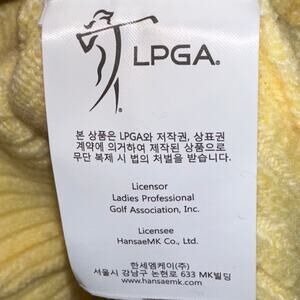 LPGA.
본 상품은 LPGA와 저작권, 상표권
계약에 의거하여 제작된 상품으로
무단 복제 시 법의 처벌을 받습니다.
Licensor
Ladies Professional
Golf Association, Inc.
Licensee
HansaeMK Co., Ltd.
한세엠케이(주)
서울시 강남구 논현로 633 MK빌딩
www.hansaemk.com